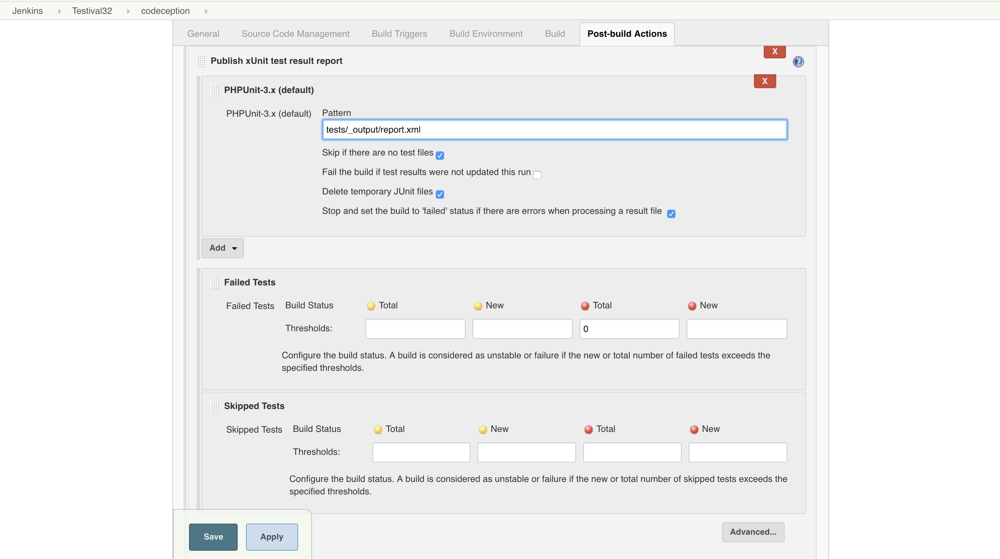 Jenkins Testival32 codeception
General Source Code Management Build Triggers Build Environment Build Post-build Actions
X
Publish xUnit test result report
?
X
PHPUnit-3.x (default)
PHPUnit-3.x (default) Pattern
tests/_output/report.xml
Skip if there are no test files
Fail the build if test results were not updated this run
Delete temporary JUnit files
Stop and set the build to 'failed' status if there are errors when processing a result file
Add
Failed Tests
Failed Tests Build Status Total New Total New
Thresholds: 0
Configure the build status. A build is considered as unstable or failure if the new or total number of failed tests exceeds the
specified thresholds.
Skipped Tests
Skipped Tests Build Status Total New Total New
Thresholds:
Configure the build status. A build is considered as unstable or failure if the new or total number of skipped tests exceeds the
specified thresholds.
Save Apply Advanced...